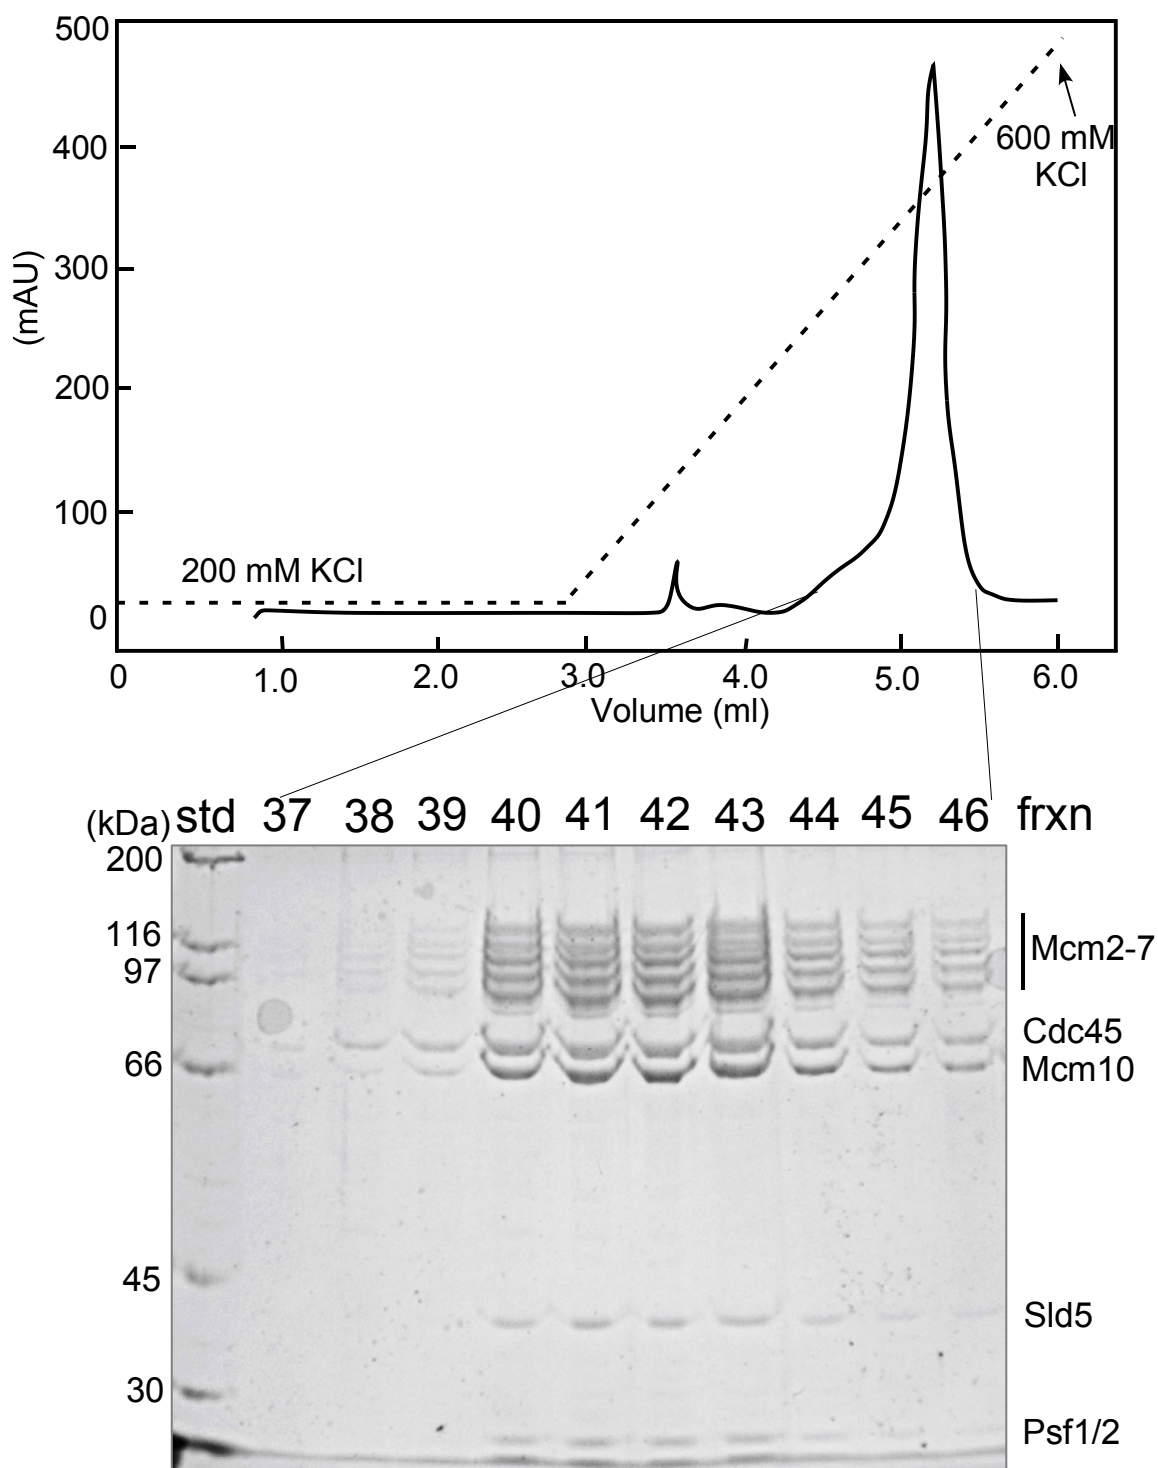 500
400
300
200
100
0
(mAU)
600 mM
KCl
200 mM KCl
0 1.0 2.0 3.0 4.0 5.0 6.0
Volume (ml)
(kDa) std 37 38 39 40 41 42 43 44 45 46 frxn
200
116
97
66
45
30
Mcm2-7
Cdc45
Mcm10
Sld5
Psf1/2